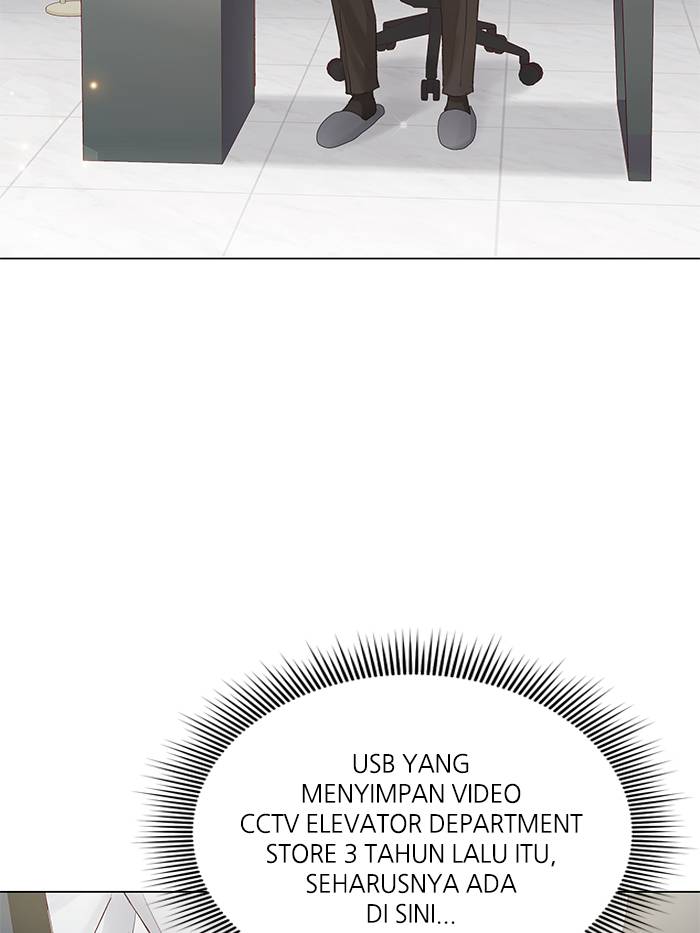 USB YANG
MENYIMPAN VIDEO
CCTV ELEVATOR DEPARTMENT
STORE 3 TAHUN LALU ITU,
SEHARUSNYA ADA
DI SINI...